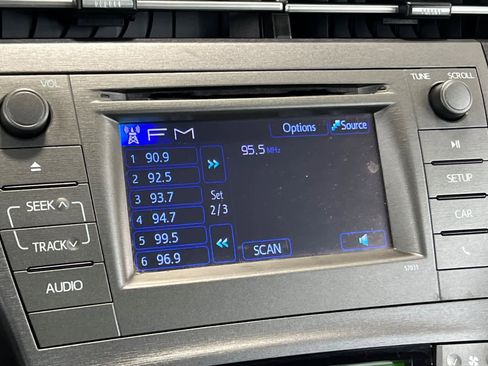 VOL
TUNE SCROLL
FM
Options
Source
1 90.9
95.5 MHz
2 92.5
3 93.7
Set
2/3
4 94.7
5 99.5
6 96.9
SCAN
SEEK
TRACK
AUDIO
SETUP
CAR
57031